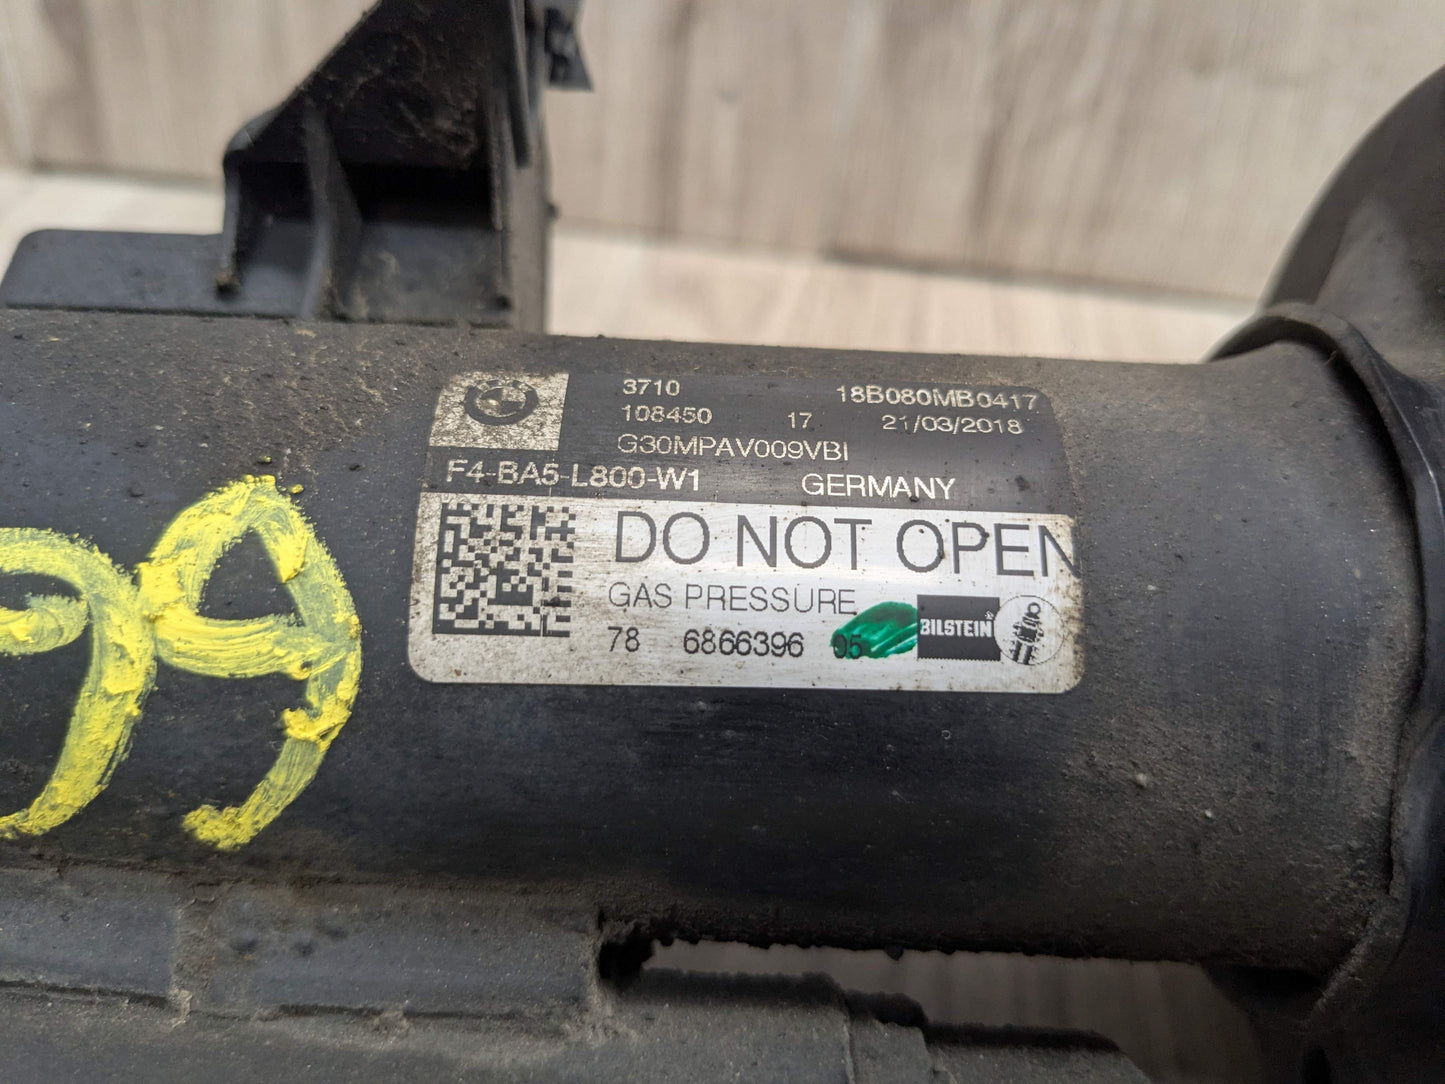 99
3710 18B080MB0417
108450 17 21/03/2018
G30MPAV009VBI
F4-BA5-L800-W1 GERMANY
DO NOT OPEN
GAS PRESSURE
78 6866396 05 BILSTEIN